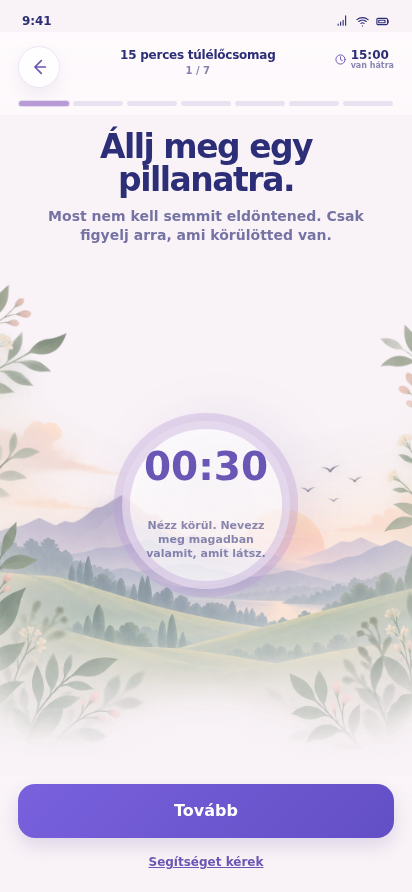 9:41
15 perces túlélőcsomag
1 / 7
15:00
van hátra
Állj meg egy
pillanatra.
Most nem kell semmit eldöntened. Csak
figyelj arra, ami körülötted van.
00:30
Nézz körül. Nevezz
meg magadban
valamit, amit látsz.
Tovább
Segítséget kérek